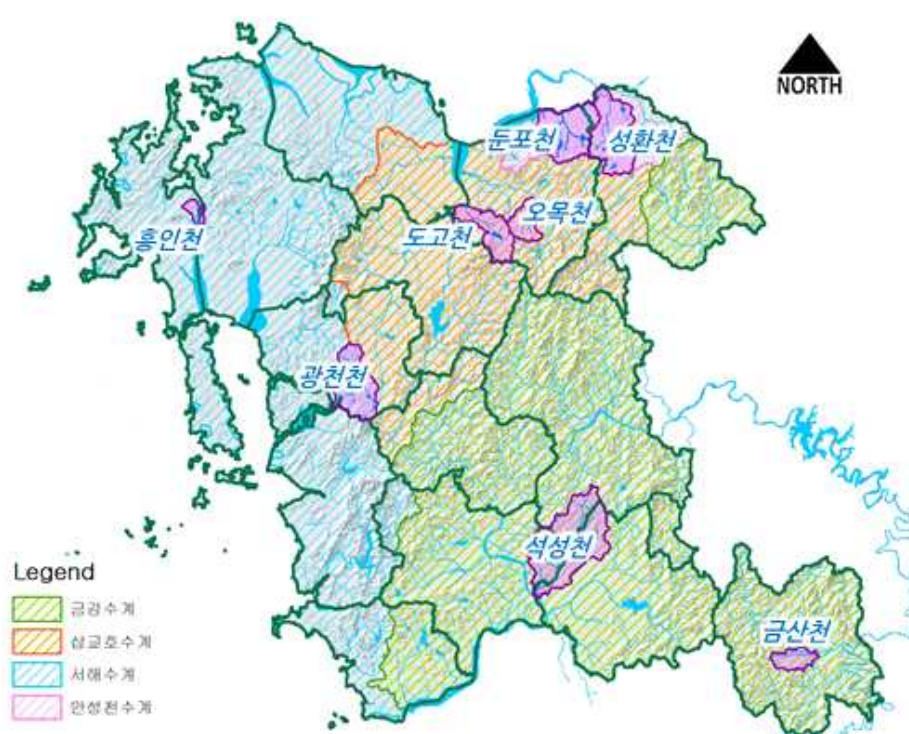 NORTH
둔포천
성환천
흥인천
도고천
오목천
광천천
석성천
금산천
Legend
금강수계
삽교호수계
서해수계
안성천수계